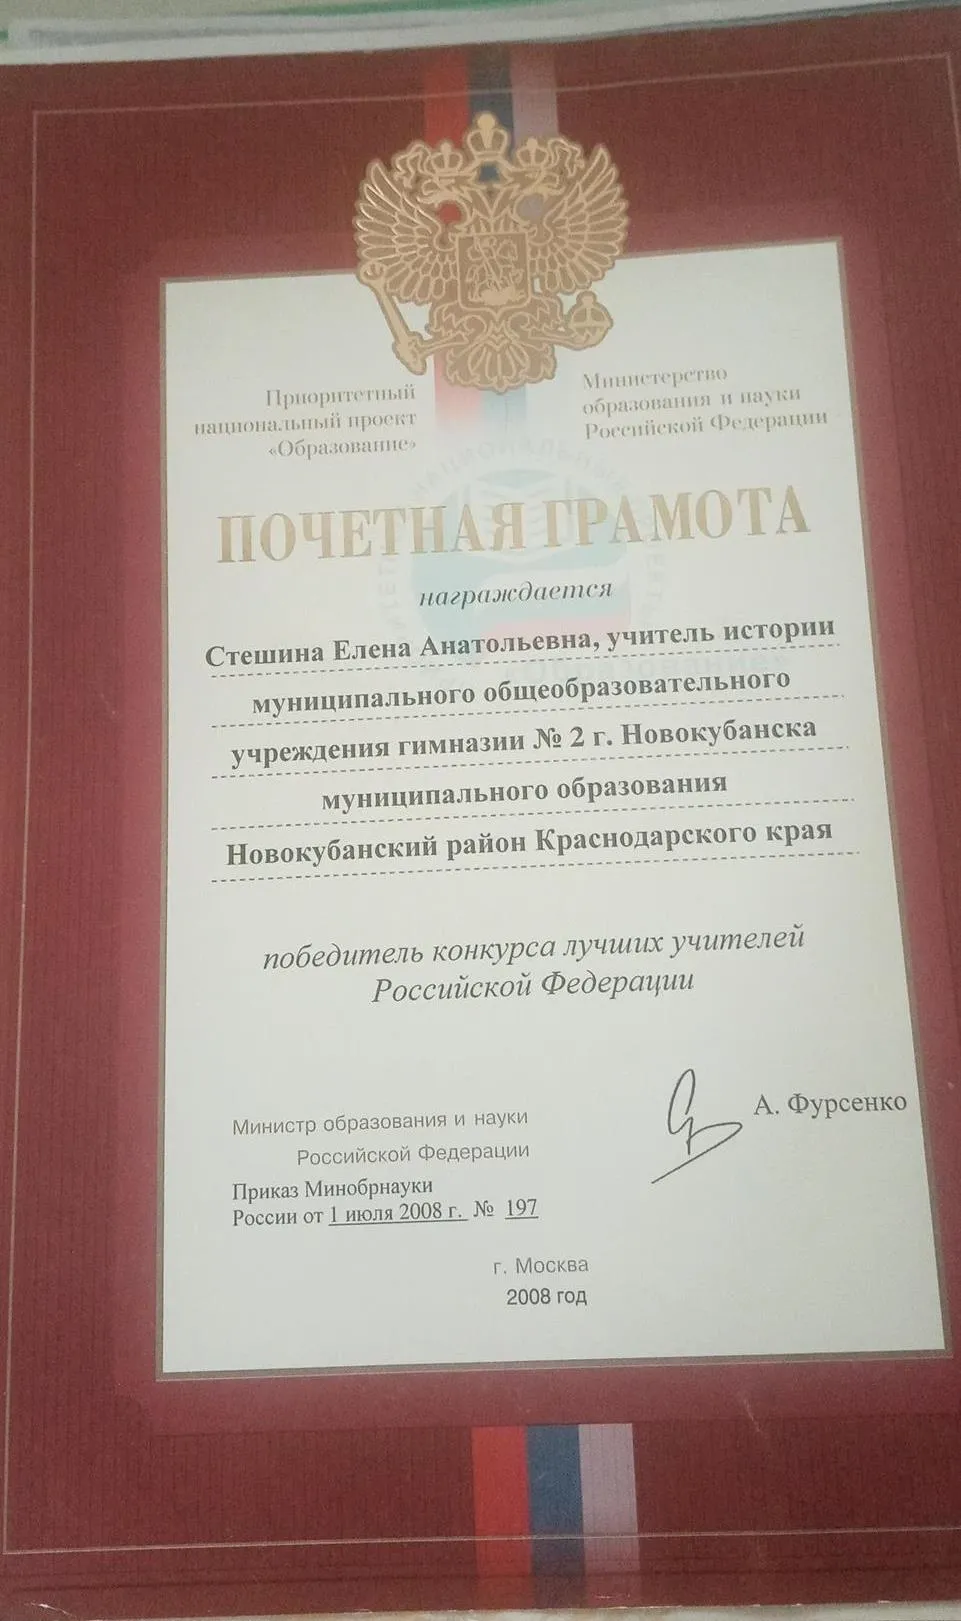 Приоритетный
национальный проект
«Образование»
Министерство
образования и науки
Российской Федерации
ПОЧЕТНАЯ ГРАМОТА
награждается
Стешина Елена Анатольевна, учитель истории
муниципального общеобразовательного
учреждения гимназии № 2 г. Новокубанска
муниципального образования
Новокубанский район Краснодарского края
победитель конкурса лучших учителей
Российской Федерации
Министр образования и науки
Российской Федерации
А. Фурсенко
Приказ Минобрнауки
России от 1 июля 2008 г. № 197
г. Москва
2008 год